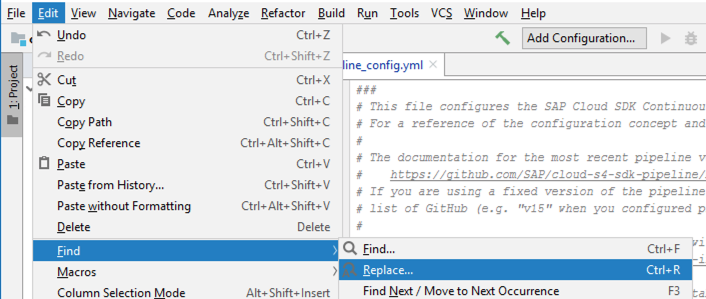 File Edit View Navigate Code Analyze Refactor Build Run Tools VCS Window Help
Undo Ctrl+Z
Add Configuration...
Redo Ctrl+Shift+Z
line_config.yml
1: Project
Cut Ctrl+X
###
Copy Ctrl+C
# This file configures the SAP Cloud SDK Continuou
Copy Path Ctrl+Shift+C
# For a reference of the configuration concept and
Copy Reference Ctrl+Alt+Shift+C
#
Paste Ctrl+V
# The documentation for the most recent pipeline v
https://github.com/SAP/cloud-s4-sdk-pipeline/
Paste from History... Ctrl+Shift+V
# If you are using a fixed version of the pipeline
Paste without Formatting Ctrl+Alt+Shift+V
# list of GitHub (e.g. "v15" when you configured p
Delete Delete
#
Find
Find... Ctrl+F
Macros
Replace... Ctrl+R
Column Selection Mode Alt+Shift+Insert
Find Next / Move to Next Occurrence F3